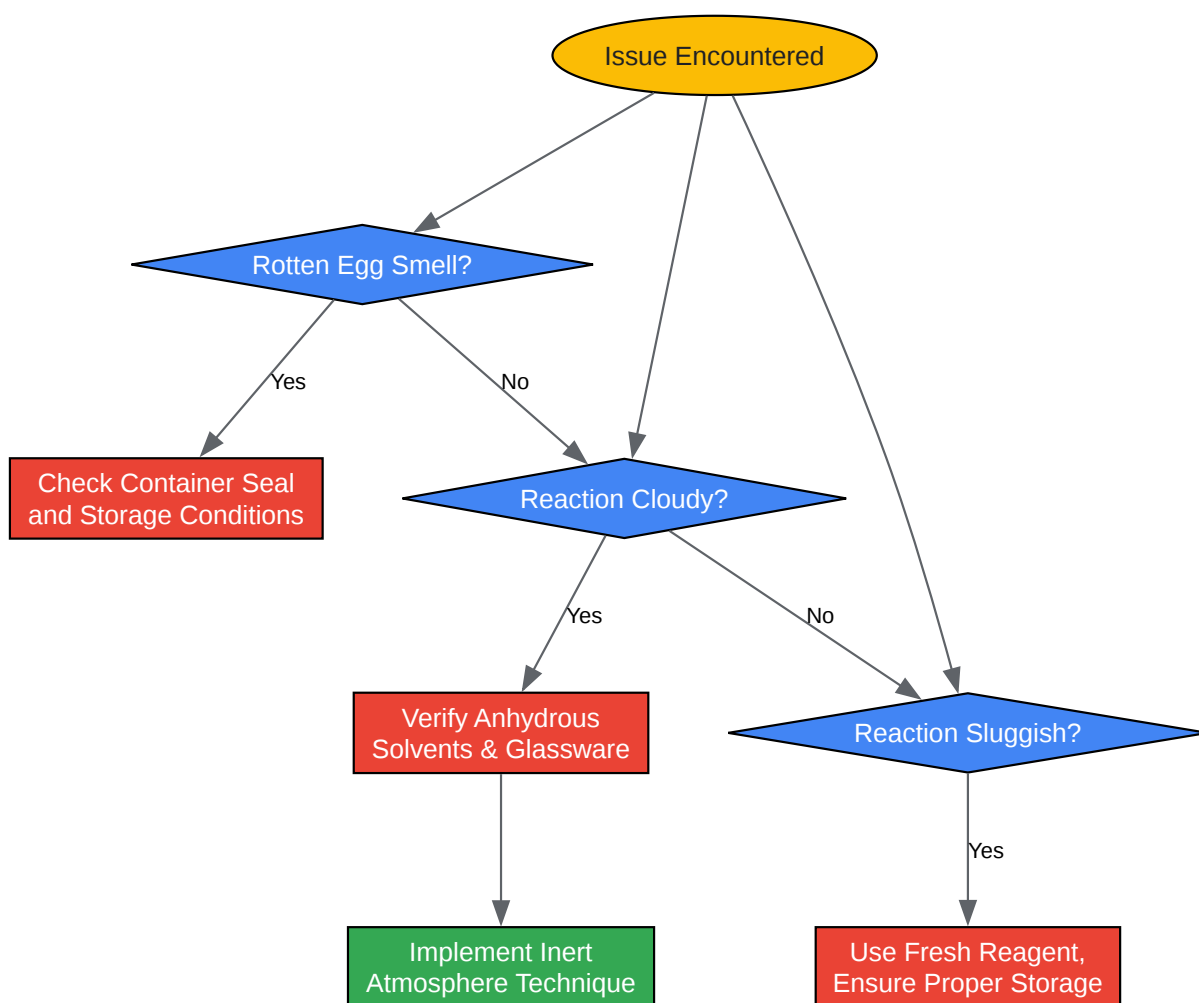 Issue Encountered
Rotten Egg Smell?
Yes
No
Check Container Seal
and Storage Conditions
Reaction Cloudy?
Yes
No
Verify Anhydrous
Solvents & Glassware
Reaction Sluggish?
Yes
Implement Inert
Atmosphere Technique
Use Fresh Reagent,
Ensure Proper Storage